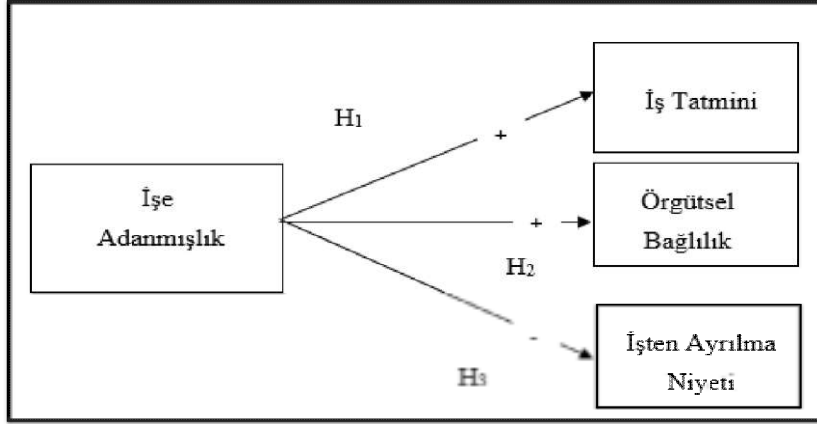 İş Tatmini
H1
+
İşe
Adanmışlık
Örgütsel
+
Bağlılık
H2
İşten Ayrılma
-
Niyeti
H3